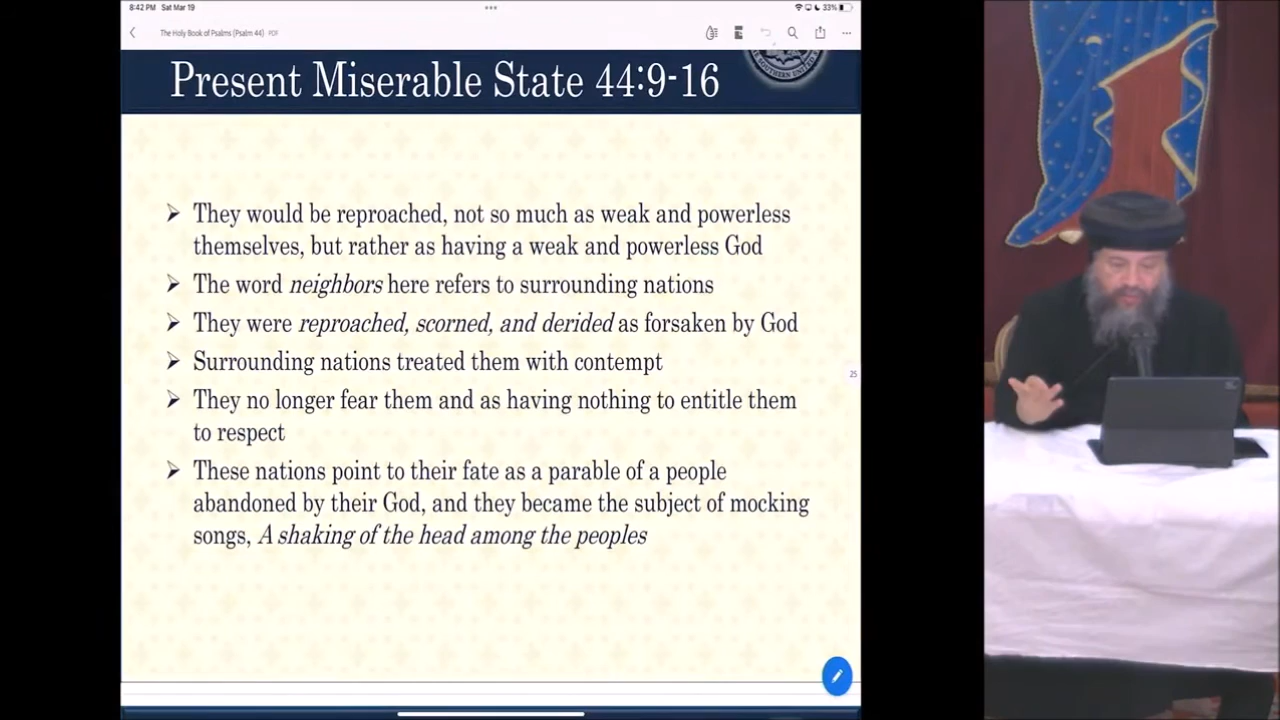 8:42 PM Sat Mar 19
33%
The Holy Book of Psalms (Psalm 44) PDF
Present Miserable State 44:9-16
They would be reproached, not so much as weak and powerless
themselves, but rather as having a weak and powerless God
The word neighbors here refers to surrounding nations
They were reproached, scorned, and derided as forsaken by God
Surrounding nations treated them with contempt
25
They no longer fear them and as having nothing to entitle them
to respect
These nations point to their fate as a parable of a people
abandoned by their God, and they became the subject of mocking
songs, A shaking of the head among the peoples